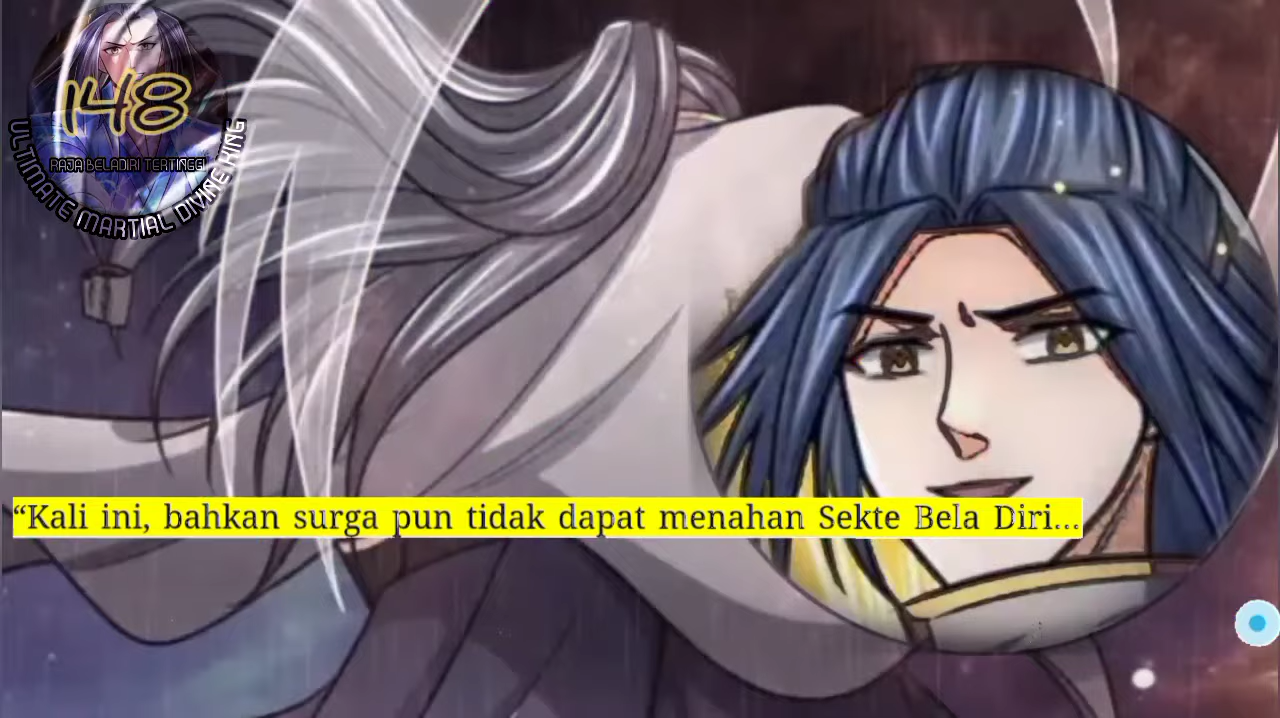 148
RAJA BELADIRI TERTINGGI
ULTIMATE MARTIAL DIVINE KING
“Kali ini, bahkan surga pun tidak dapat menahan Sekte Bela Diri...